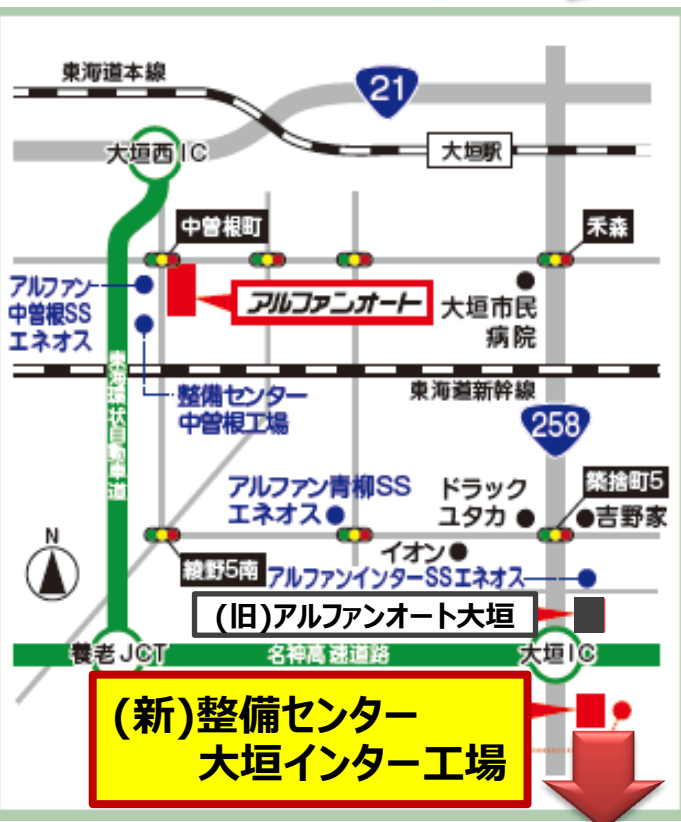 東海道本線
21
大垣西IC
大垣駅
中曽根町
禾森
アルファン
中曽根SS
エネオス
アルファンオート
大垣市民
病院
東海環状自動車道
整備センター
中曽根工場
東海道新幹線
258
アルファン青柳SS
エネオス
ドラック
ユタカ
築捨町5
吉野家
N
綾野5南
イオン
アルファンインターSSエネオス
(旧)アルファンオート大垣
養老JCT
名神高速道路
大垣IC
(新)整備センター
大垣インター工場